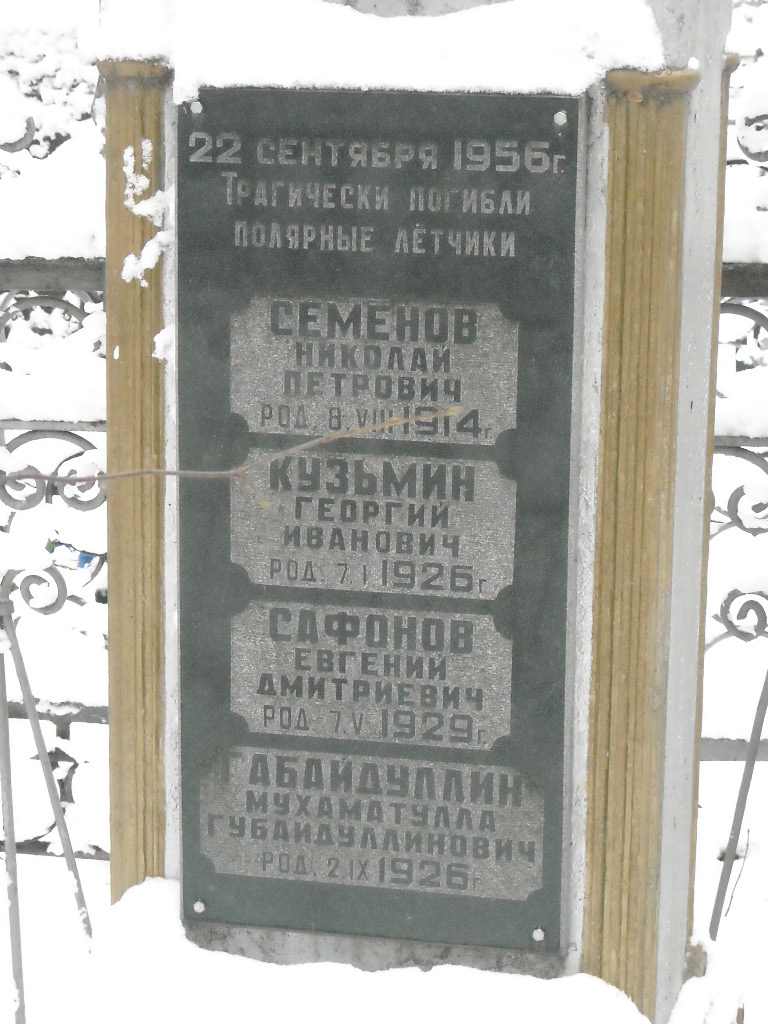 22 СЕНТЯБРЯ 1956г.
ТРАГИЧЕСКИ ПОГИБЛИ
ПОЛЯРНЫЕ ЛЁТЧИКИ
СЕМЁНОВ
НИКОЛАЙ
ПЕТРОВИЧ
РОД. 8.VIII 1914г.
КУЗЬМИН
ГЕОРГИЙ
ИВАНОВИЧ
РОД. 7.I 1926г.
САФОНОВ
ЕВГЕНИЙ
ДМИТРИЕВИЧ
РОД. 7.V 1929г.
ГАБАЙДУЛЛИН
МУХАМАТУЛЛА
ГУБАЙДУЛЛИНОВИЧ
РОД. 2.IX 1926г.